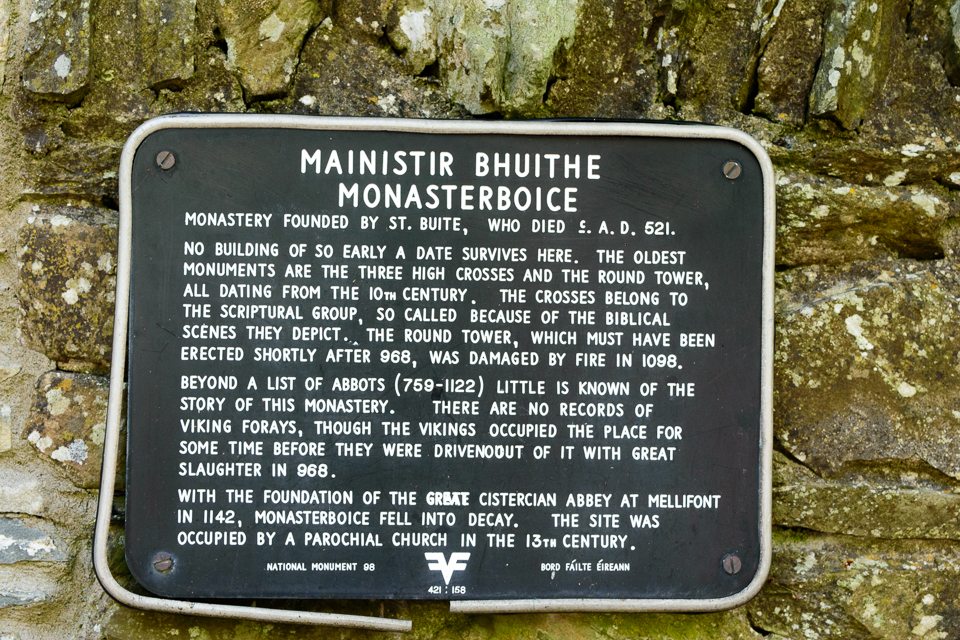 MAINISTIR BHUITHE
MONASTERBOICE
MONASTERY FOUNDED BY ST. BUITE, WHO DIED C. A. D. 521.
NO BUILDING OF SO EARLY A DATE SURVIVES HERE. THE OLDEST
MONUMENTS ARE THE THREE HIGH CROSSES AND THE ROUND TOWER,
ALL DATING FROM THE 10TH CENTURY. THE CROSSES BELONG TO
THE SCRIPTURAL GROUP, SO CALLED BECAUSE OF THE BIBLICAL
SCENES THEY DEPICT. THE ROUND TOWER, WHICH MUST HAVE BEEN
ERECTED SHORTLY AFTER 968, WAS DAMAGED BY FIRE IN 1098.
BEYOND A LIST OF ABBOTS (759-1122) LITTLE IS KNOWN OF THE
STORY OF THIS MONASTERY. THERE ARE NO RECORDS OF
VIKING FORAYS, THOUGH THE VIKINGS OCCUPIED THE PLACE FOR
SOME TIME BEFORE THEY WERE DRIVENOUT OF IT WITH GREAT
SLAUGHTER IN 968.
WITH THE FOUNDATION OF THE GREAT CISTERCIAN ABBEY AT MELLIFONT
IN 1142, MONASTERBOICE FELL INTO DECAY. THE SITE WAS
OCCUPIED BY A PAROCHIAL CHURCH IN THE 13TH CENTURY.
NATIONAL MONUMENT 98 BORD FÁILTE ÉIREANN
421 : 158